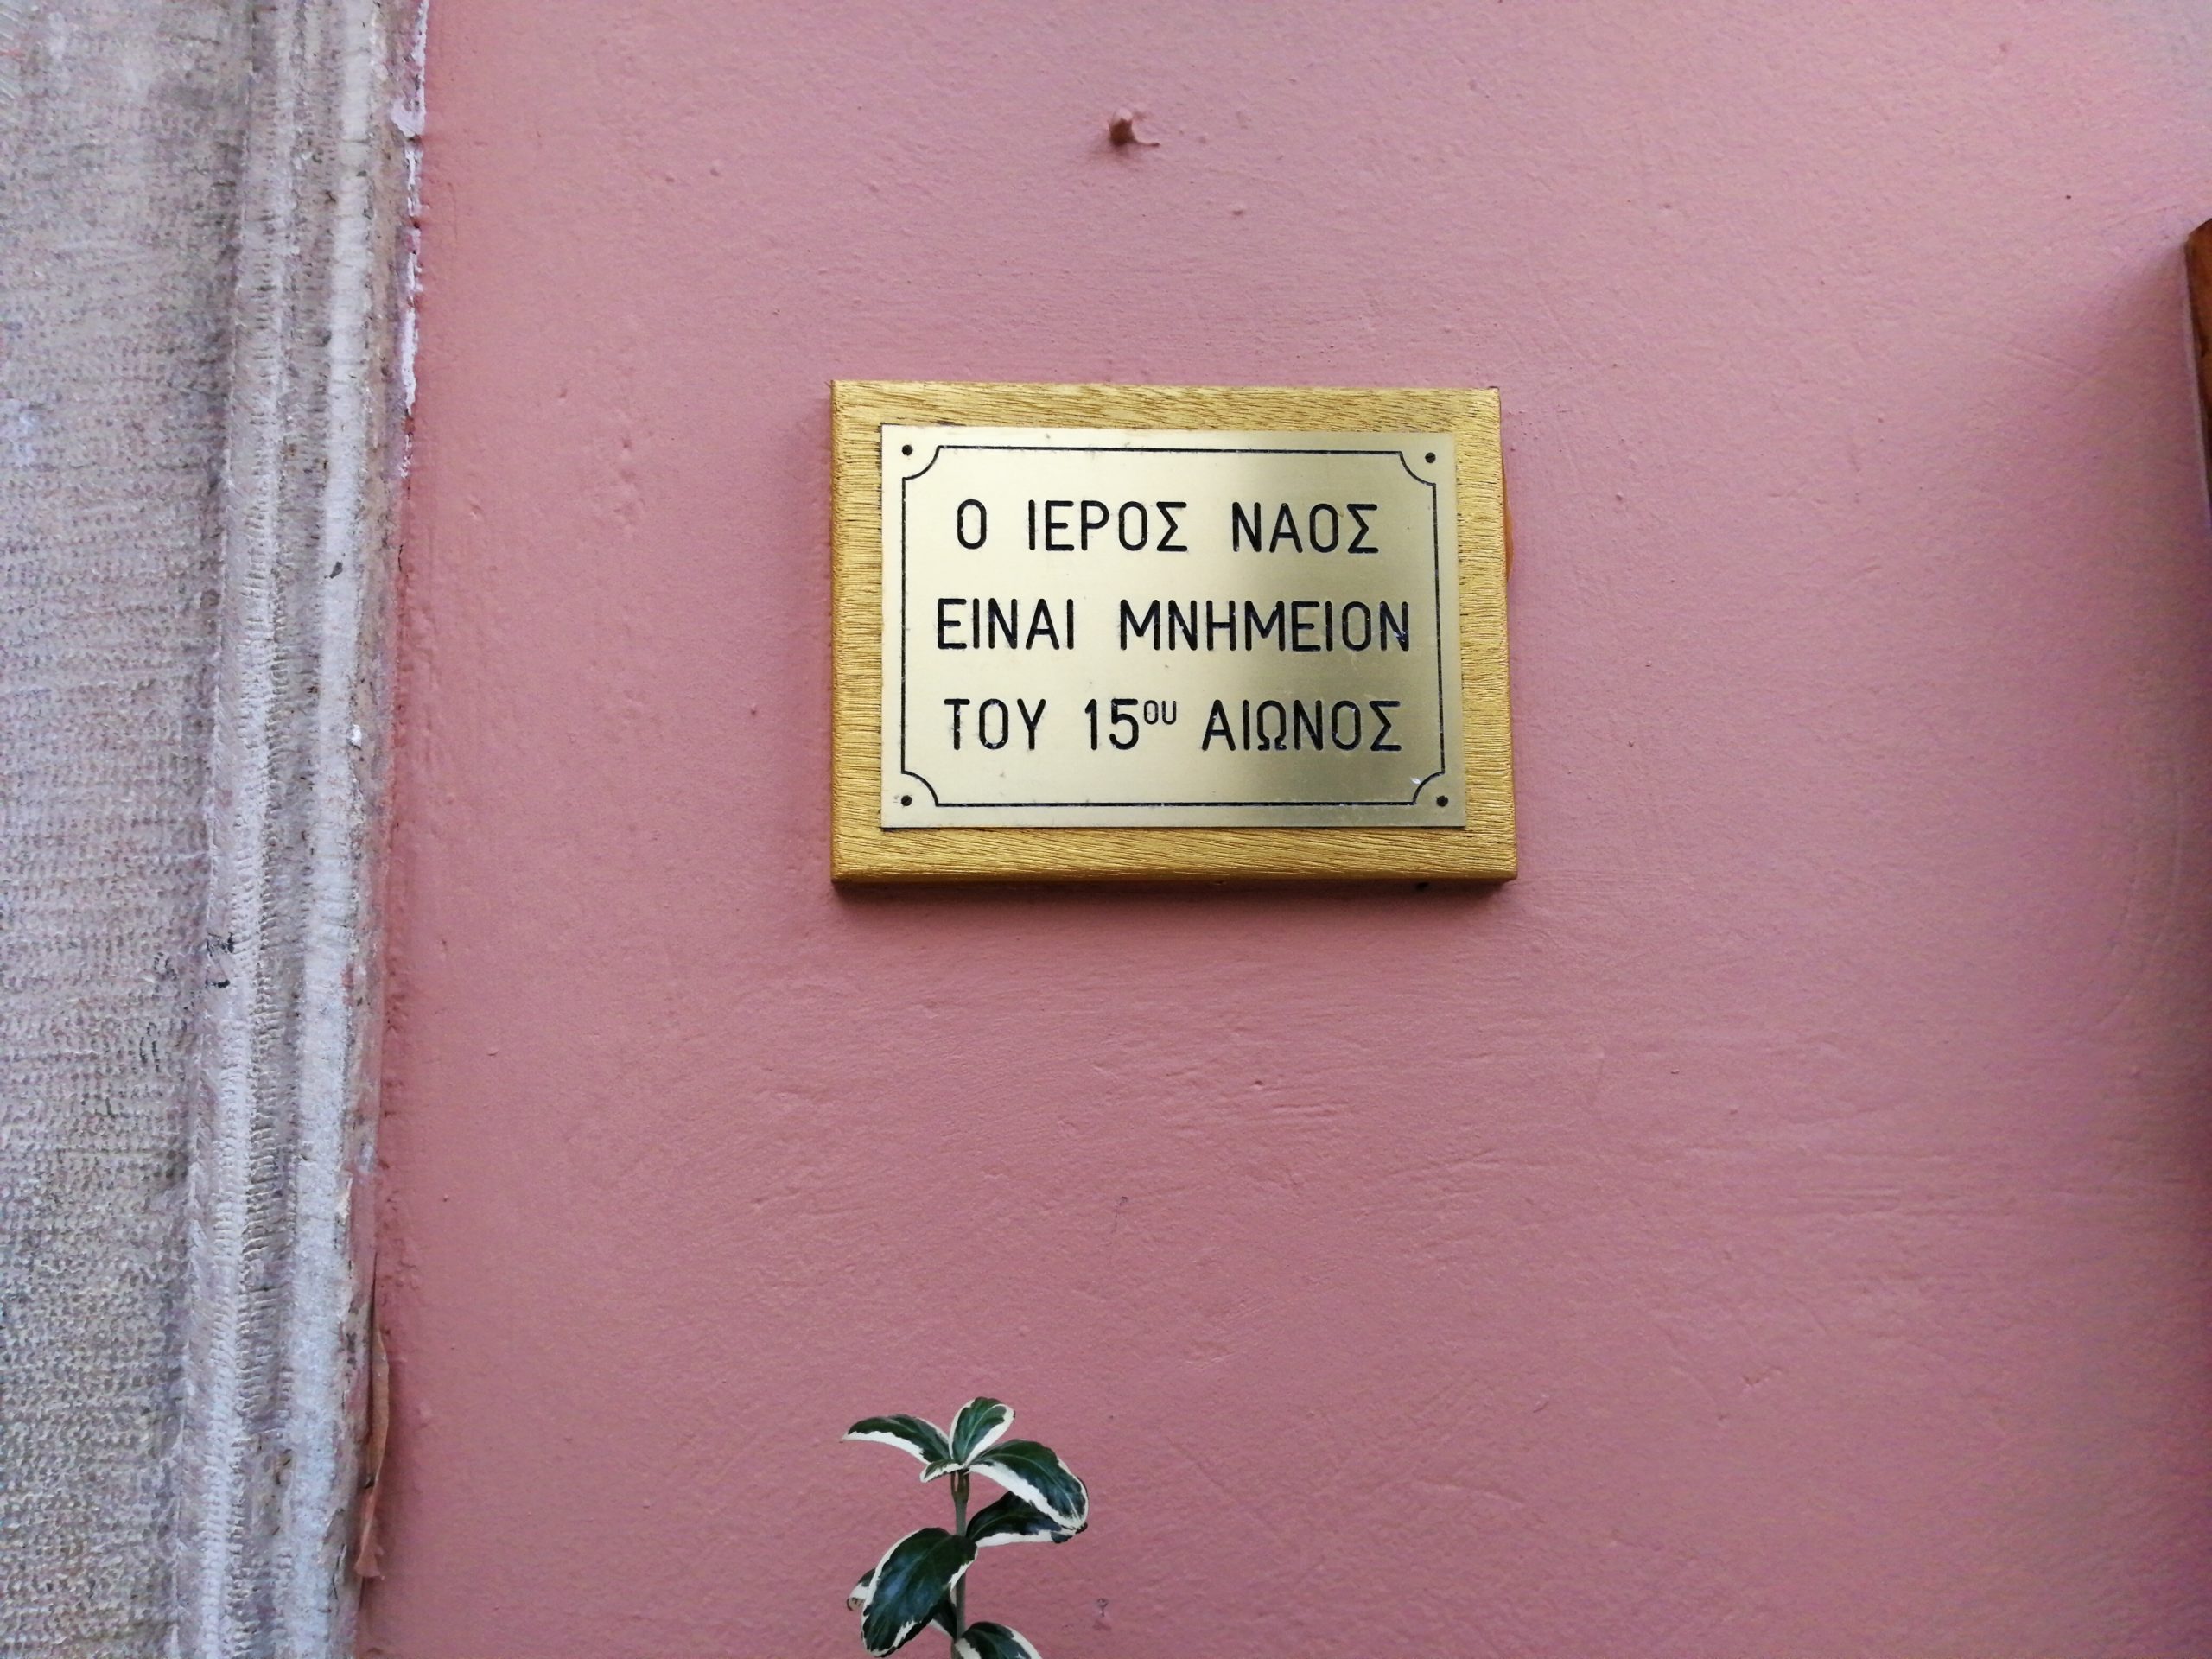 Ο ΙΕΡΟΣ ΝΑΟΣ
ΕΙΝΑΙ ΜΝΗΜΕΙΟΝ
ΤΟΥ 15ΟΥ ΑΙΩΝΟΣ